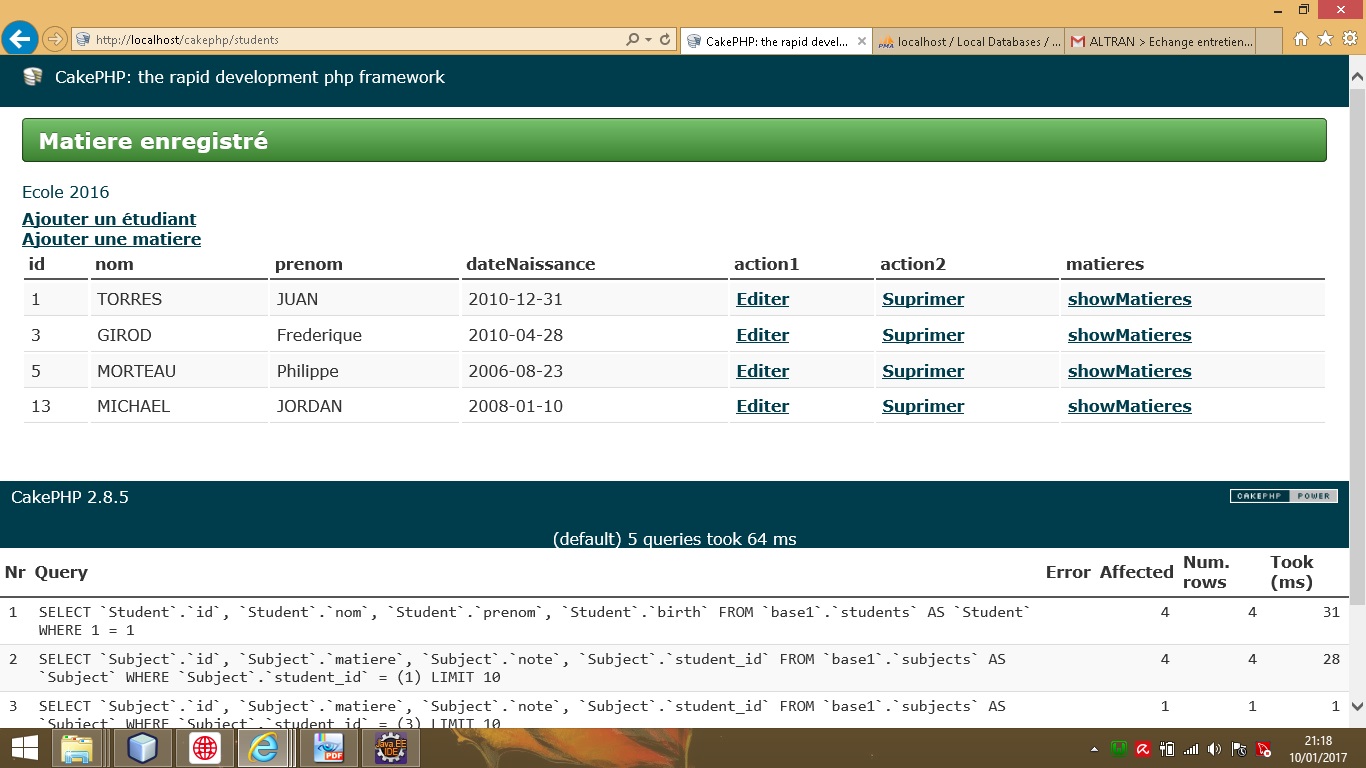 http://localhost/cakephp/students
CakePHP: the rapid devel...
localhost / Local Databases / ...
ALTRAN > Echange entretien...
CakePHP: the rapid development php framework
Matiere enregistré
Ecole 2016
Ajouter un étudiant
Ajouter une matiere
id nom prenom dateNaissance action1 action2 matieres
1 TORRES JUAN 2010-12-31 Editer Suprimer showMatieres
3 GIROD Frederique 2010-04-28 Editer Suprimer showMatieres
5 MORTEAU Philippe 2006-08-23 Editer Suprimer showMatieres
13 MICHAEL JORDAN 2008-01-10 Editer Suprimer showMatieres
CakePHP 2.8.5
CAKEPHP POWER
(default) 5 queries took 64 ms
Nr Query Error Affected Num. rows Took (ms)
1 SELECT `Student`.`id`, `Student`.`nom`, `Student`.`prenom`, `Student`.`birth` FROM `base1`.`students` AS `Student` 4 4 31
WHERE 1 = 1
2 SELECT `Subject`.`id`, `Subject`.`matiere`, `Subject`.`note`, `Subject`.`student_id` FROM `base1`.`subjects` AS 4 4 28
`Subject` WHERE `Subject`.`student_id` = (1) LIMIT 10
3 SELECT `Subject`.`id`, `Subject`.`matiere`, `Subject`.`note`, `Subject`.`student_id` FROM `base1`.`subjects` AS 1 1 1
`Subject` WHERE `Subject`.`student_id` = (3) LIMIT 10
PDF
Java EE
IDE
21:18
10/01/2017